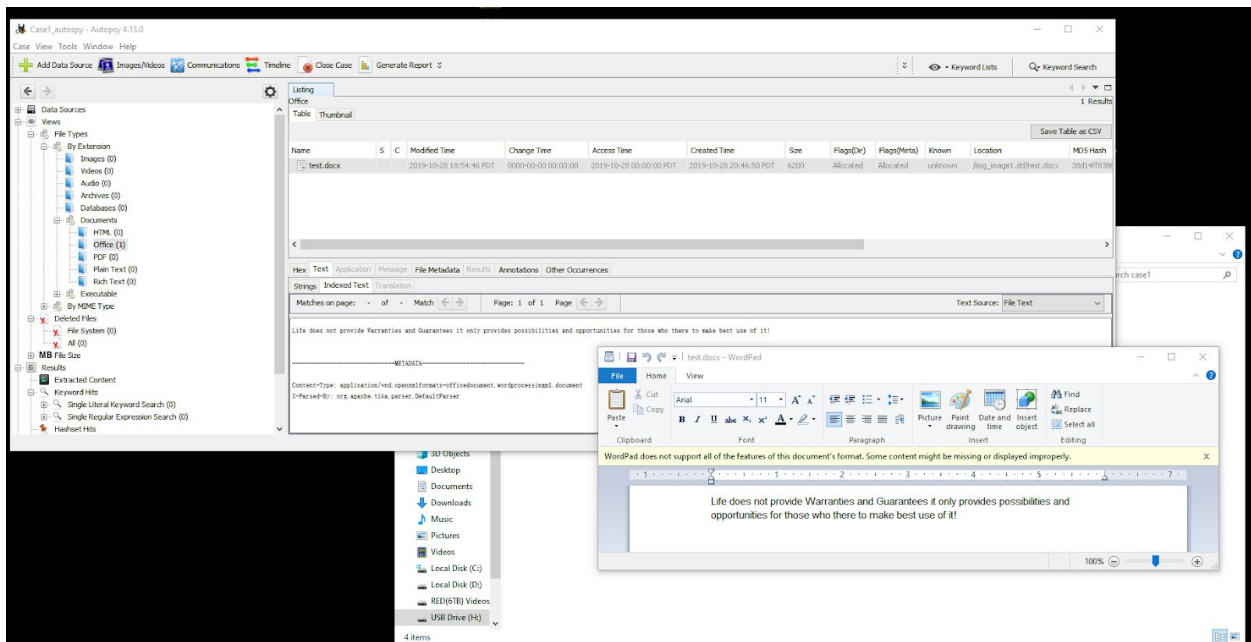 Case1_autospy - Autopsy 4.13.0
Case View Tools Window Help
Add Data Source Images/Videos Communications Timeline Close Case Generate Report Keyword Lists Keyword Search
Data Sources
Views
File Types
By Extension
Images (0)
Videos (0)
Audio (0)
Archives (0)
Databases (0)
Documents
HTML (0)
Office (1)
PDF (0)
Plain Text (0)
Rich Text (0)
Executable
By MIME Type
Deleted Files
File System (0)
All (0)
MB File Size
Results
Extracted Content
Keyword Hits
Single Literal Keyword Search (0)
Single Regular Expression Search (0)
Hashset Hits
Listing
Office
1 Results
Table Thumbnail
Save Table as CSV
Name S C Modified Time Change Time Access Time Created Time Size Flags(Dir) Flags(Meta) Known Location MD5 Hash
test.docx 2019-10-28 18:54:46 PDT 0000-00-00 00:00:00 2019-10-28 00:00:00 PDT 2019-10-28 20:46:50 PDT 6200 Allocated Allocated unknown /img_image1.dd/test.docx
Hex Text Application Message File Metadata Results Annotations Other Occurrences
Strings Indexed Text Translation
Matches on page: - of - Match Page: 1 of 1 Page Text Source: File Text
Life does not provide Warranties and Guarantees it only provides possibilities and opportunities for those who there to make best use of it!
------------------------------METADATA------------------------------
Content-Type: application/vnd.openxmlformats-officedocument.wordprocessingml.document
X-Parsed-By: org.apache.tika.parser.DefaultParser
rch case1
test.docx - WordPad
File Home View
Paste
Cut
Copy
Arial 11
Picture
Paint drawing
Date and time
Insert object
Find
Replace
Select all
Clipboard Font Paragraph Insert Editing
WordPad does not support all of the features of this document's format. Some content might be missing or displayed improperly.
1 1 2 3 4 5 7
Life does not provide Warranties and Guarantees it only provides possibilities and
opportunities for those who there to make best use of it!
100%
3D Objects
Desktop
Documents
Downloads
Music
Pictures
Videos
Local Disk (C:)
Local Disk (D:)
RED(6TB) Videos
USB Drive (H:)
4 items